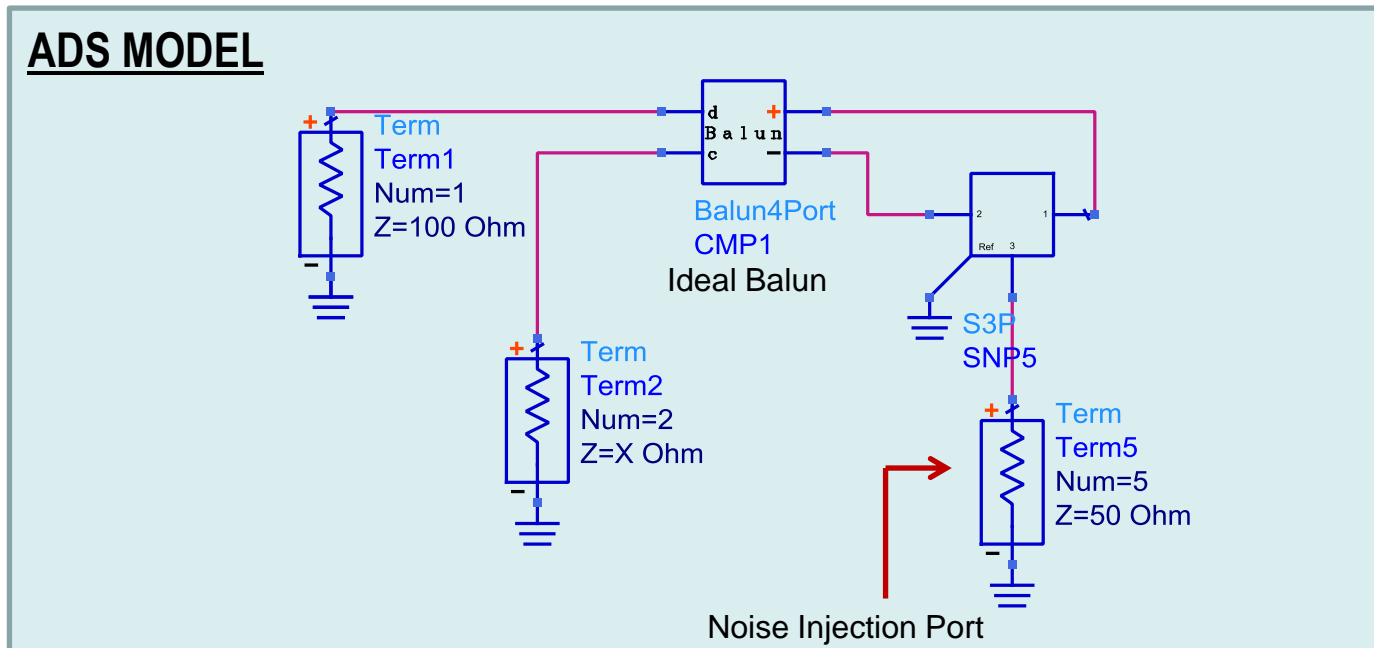 ADS MODEL
+
Term
Term1
Num=1
Z=100 Ohm
−
d
+
Balun
c
−
Balun4Port
CMP1
Ideal Balun
2
1
Ref
3
S3P
SNP5
+
Term
Term2
Num=2
Z=X Ohm
−
+
Term
Term5
Num=5
Z=50 Ohm
−
Noise Injection Port